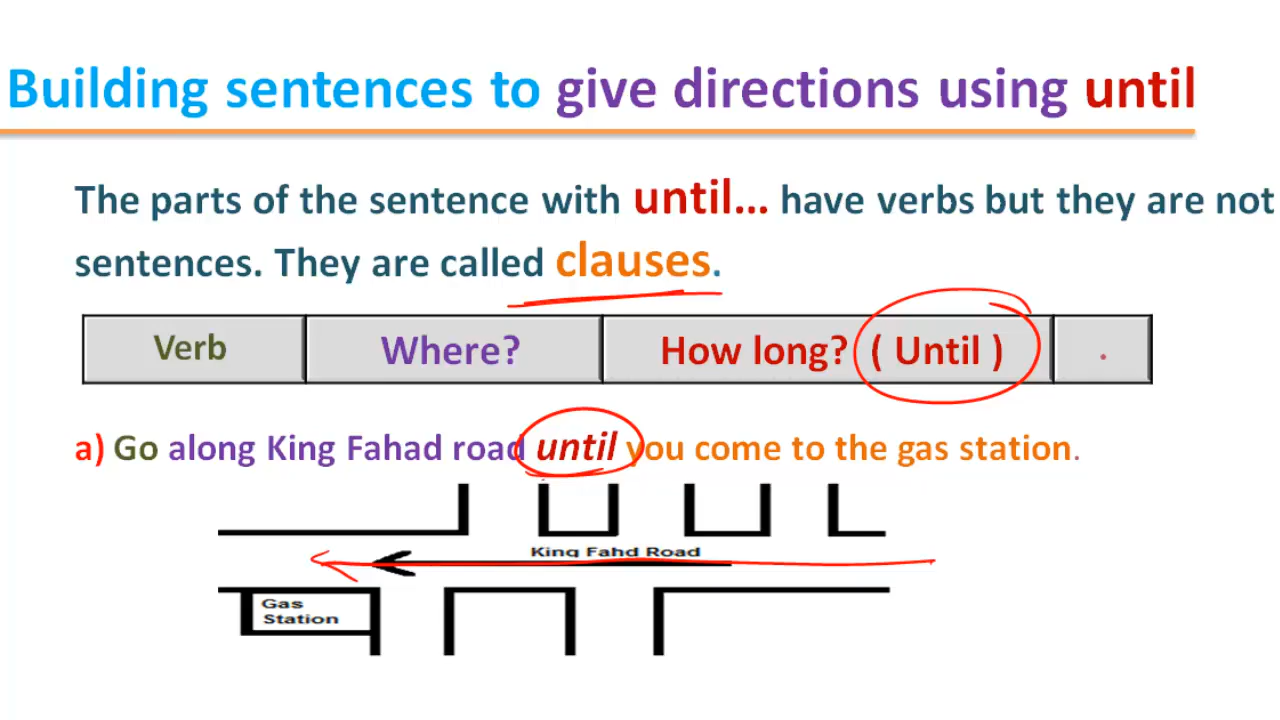 Building sentences to give directions using until
The parts of the sentence with until... have verbs but they are not
sentences. They are called clauses.
Verb Where? How long? ( Until ) .
a) Go along King Fahad road until you come to the gas station.
King Fahd Road
Gas
Station